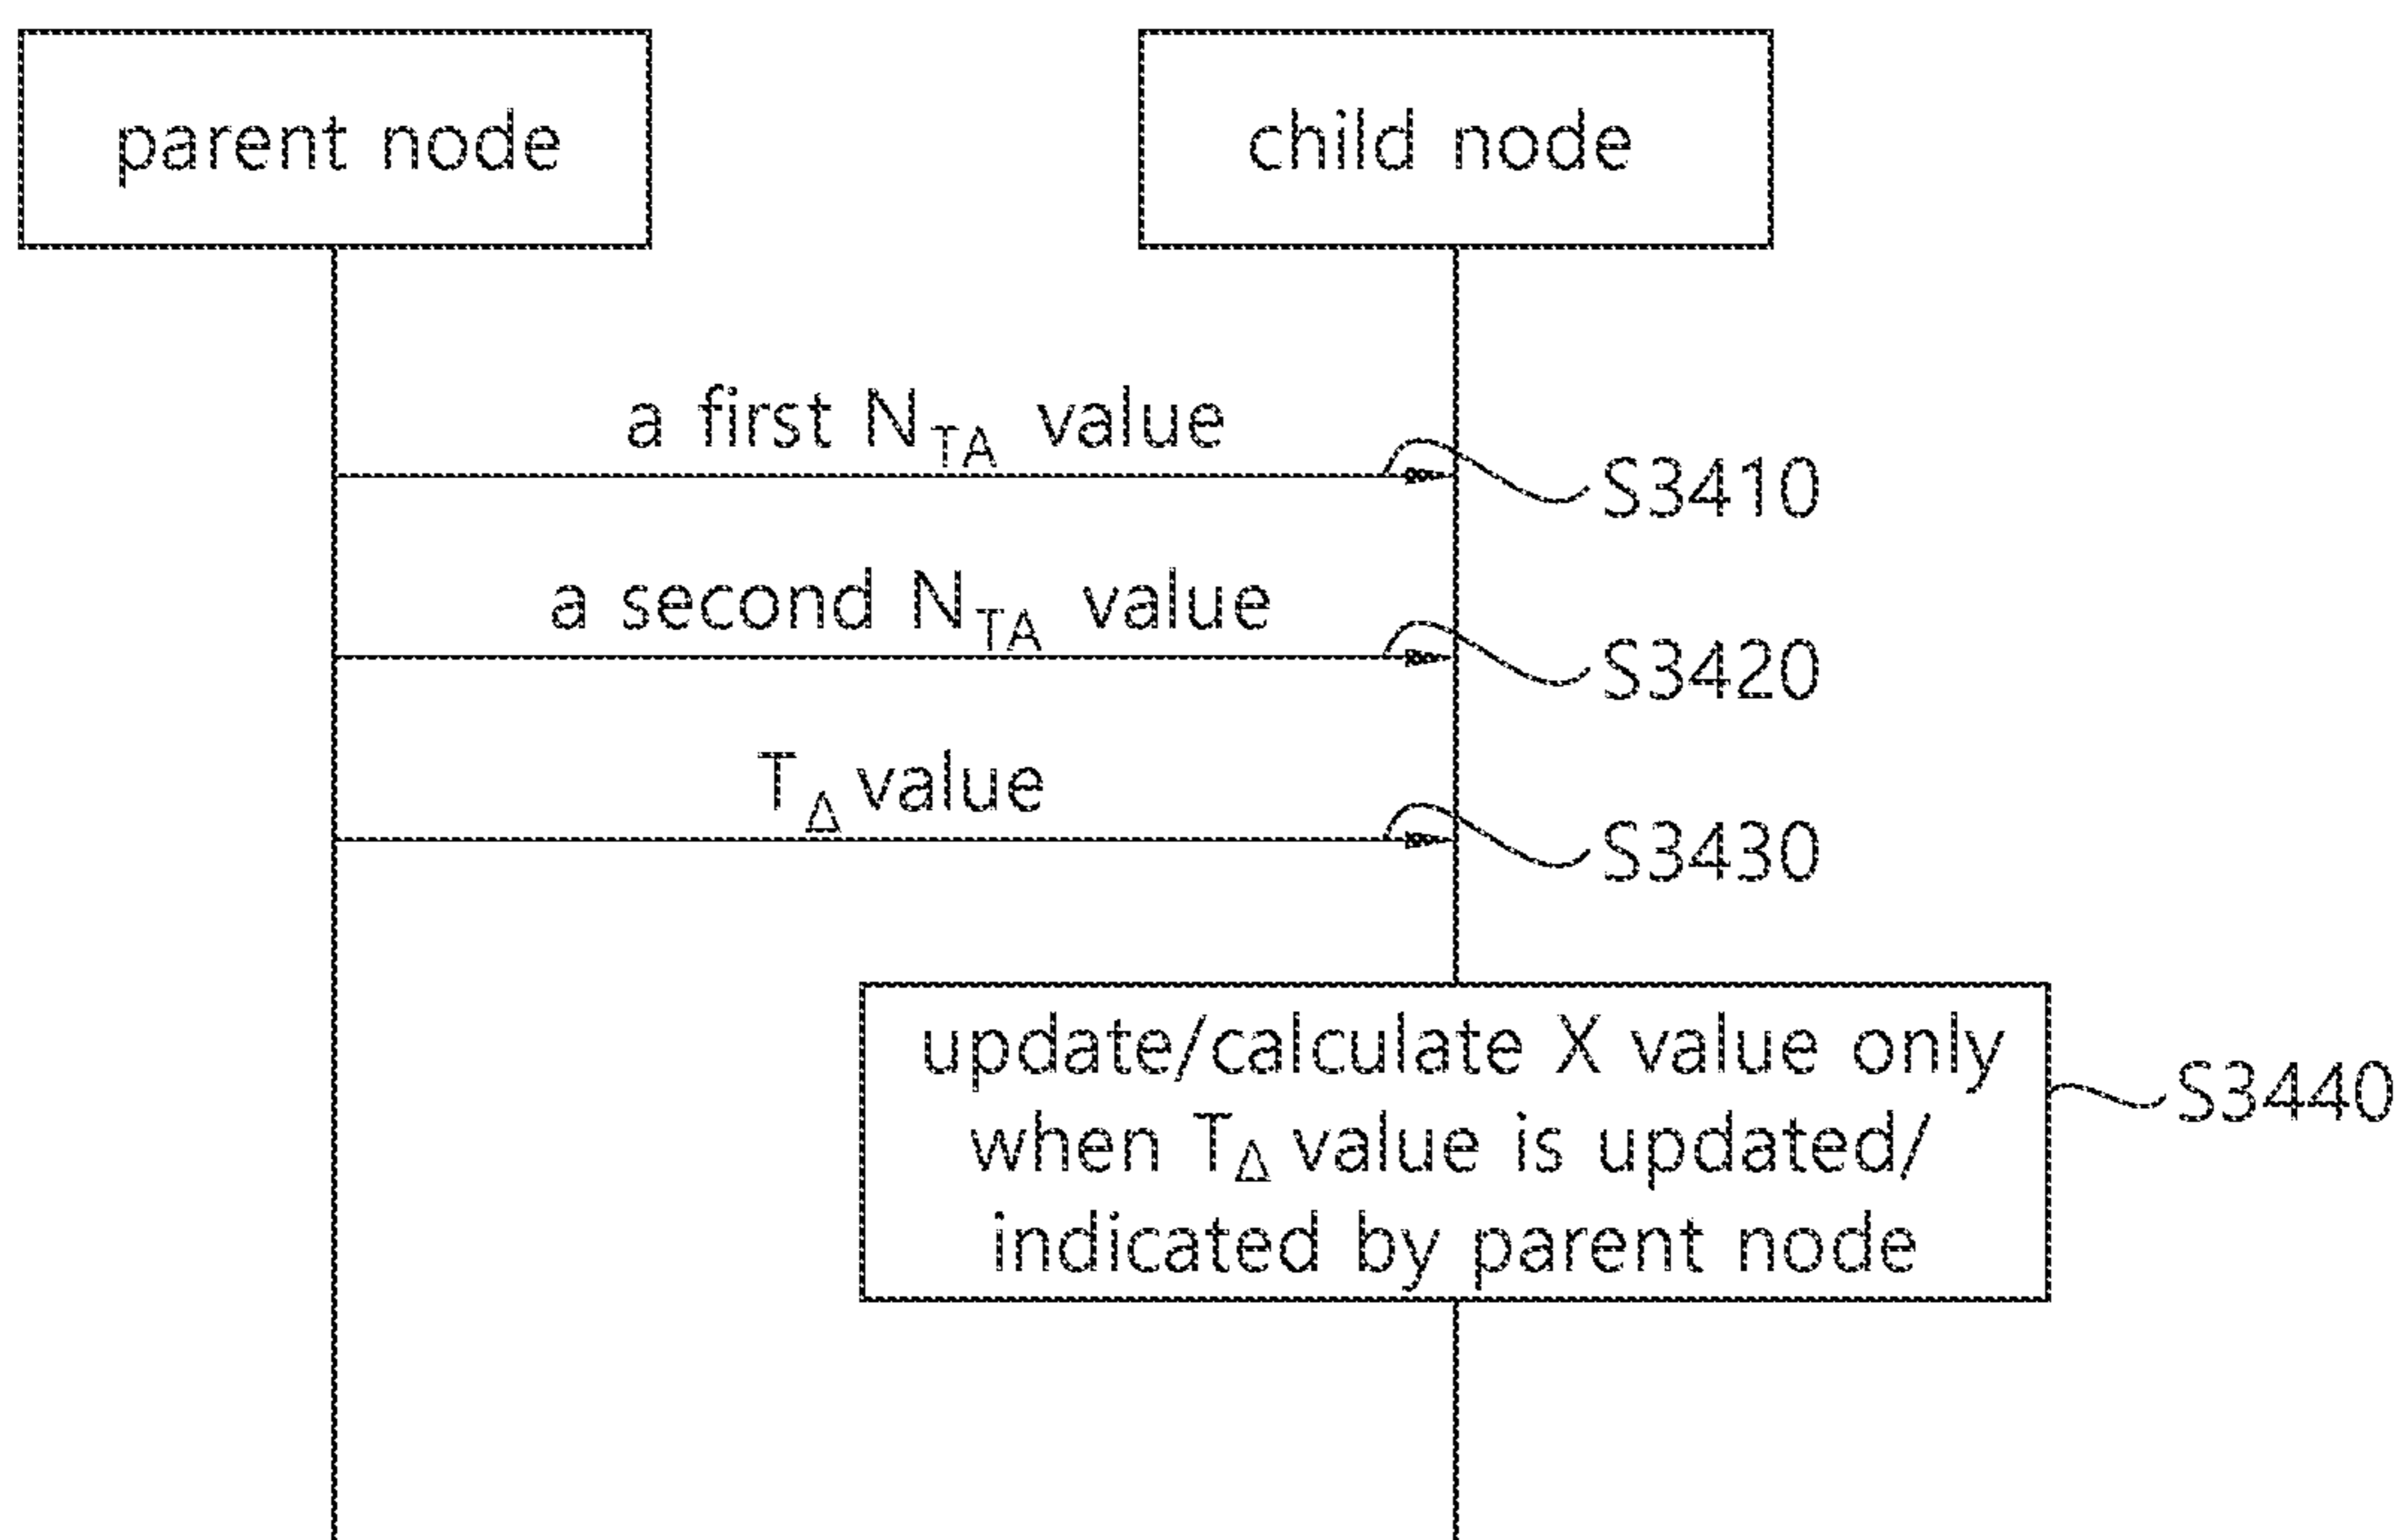 parent node
child node
a first N_TA value
S3410
a second N_TA value
S3420
T_Δ value
S3430
update/calculate X value only
when T_Δ value is updated/
indicated by parent node
S3440